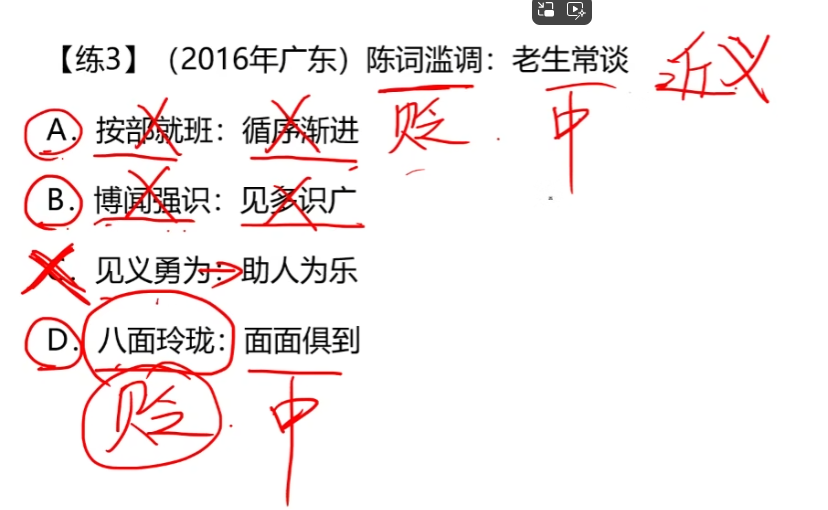 【练3】（2016年广东）陈词滥调：老生常谈 近义
A. 按部就班：循序渐进 贬 中
B. 博闻强识：见多识广
C. 见义勇为：助人为乐
D. 八面玲珑：面面俱到
贬 中